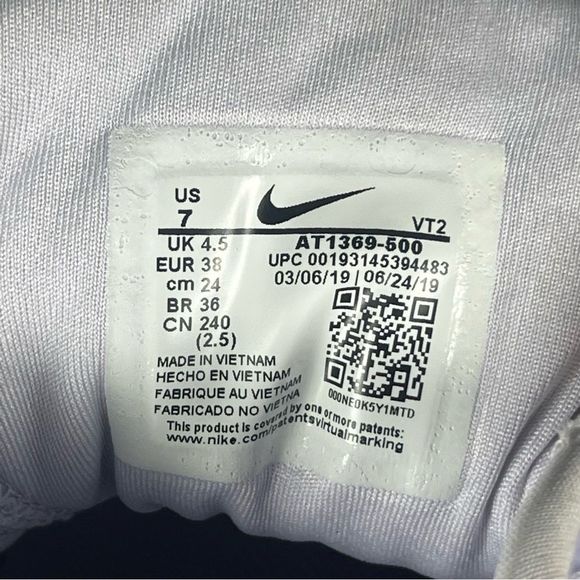 US
7
VT2
UK 4.5
EUR 38
cm 24
BR 36
CN 240
(2.5)
AT1369-500
UPC 00193145394483
03/06/19 | 06/24/19
000NE0K5Y1MTD
MADE IN VIETNAM
HECHO EN VIETNAM
FABRIQUE AU VIETNAM
FABRICADO NO VIETNA
This product is covered by one or more patents:
www.nike.com/patentsvirtualmarking